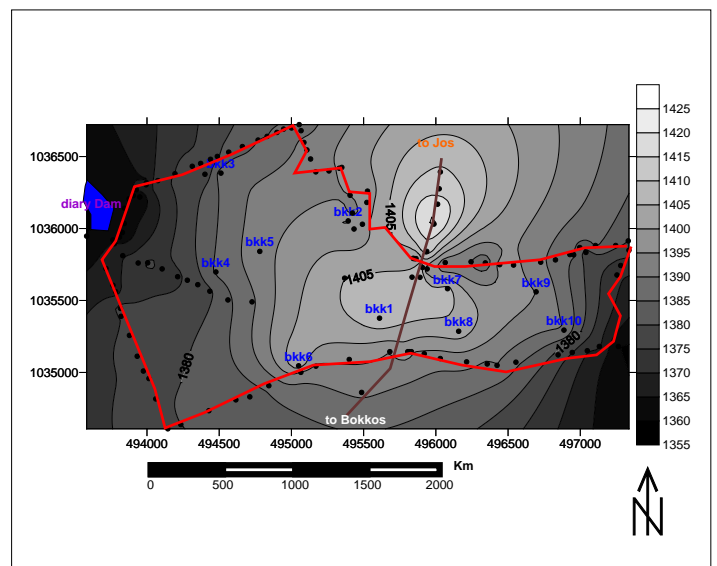 to Jos
1425
1420
1415
1410
1405
1400
1395
1390
1385
1380
1375
1370
1365
1360
1355
1036500
1036000
1035500
1035000
bkk3
diary Dam
bkk2
1405
bkk5
bkk4
1405
bkk7
bkk9
bkk1
bkk8
bkk10
1380
bkk6
1380
to Bokkos
494000
494500
495000
495500
496000
496500
497000
Km
0
500
1000
1500
2000
N